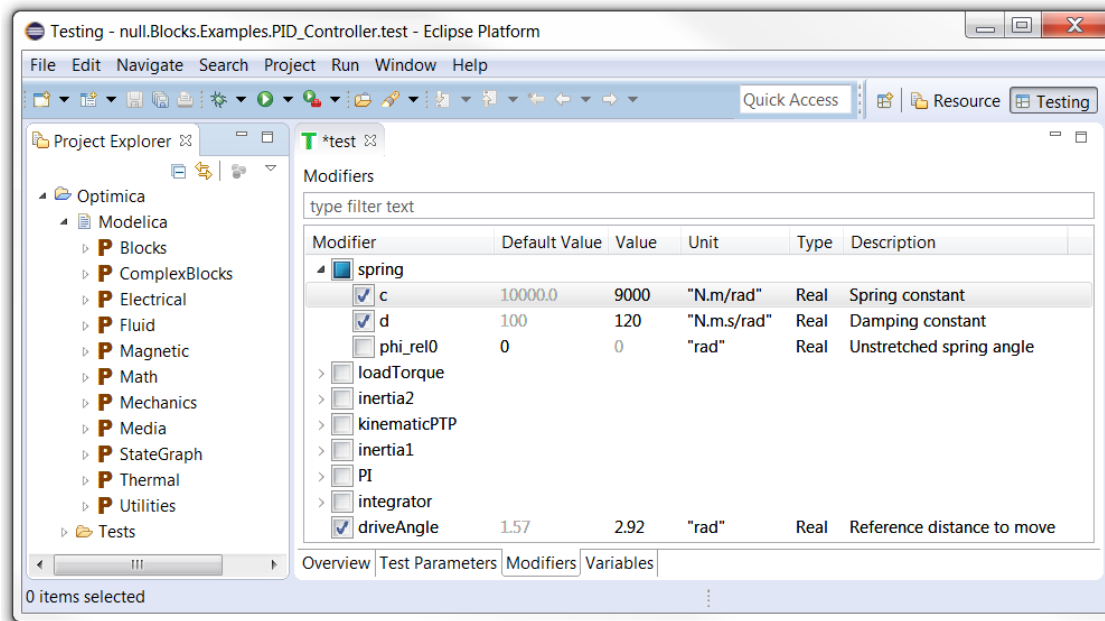 Testing - null.Blocks.Examples.PID_Controller.test - Eclipse Platform
File Edit Navigate Search Project Run Window Help
Quick Access Resource Testing
Project Explorer
*test
Modifiers
type filter text
Optimica
Modelica
Blocks
ComplexBlocks
Electrical
Fluid
Magnetic
Math
Mechanics
Media
StateGraph
Thermal
Utilities
Tests
Modifier Default Value Value Unit Type Description
spring
c 10000.0 9000 "N.m/rad" Real Spring constant
d 100 120 "N.m.s/rad" Real Damping constant
phi_rel0 0 0 "rad" Real Unstretched spring angle
loadTorque
inertia2
kinematicPTP
inertia1
PI
integrator
driveAngle 1.57 2.92 "rad" Real Reference distance to move
Overview Test Parameters Modifiers Variables
0 items selected